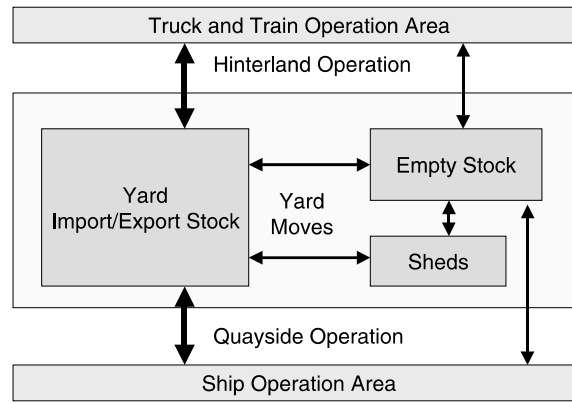 Truck and Train Operation Area
Hinterland Operation
Yard
Import/Export Stock
Empty Stock
Yard
Moves
Sheds
Quayside Operation
Ship Operation Area